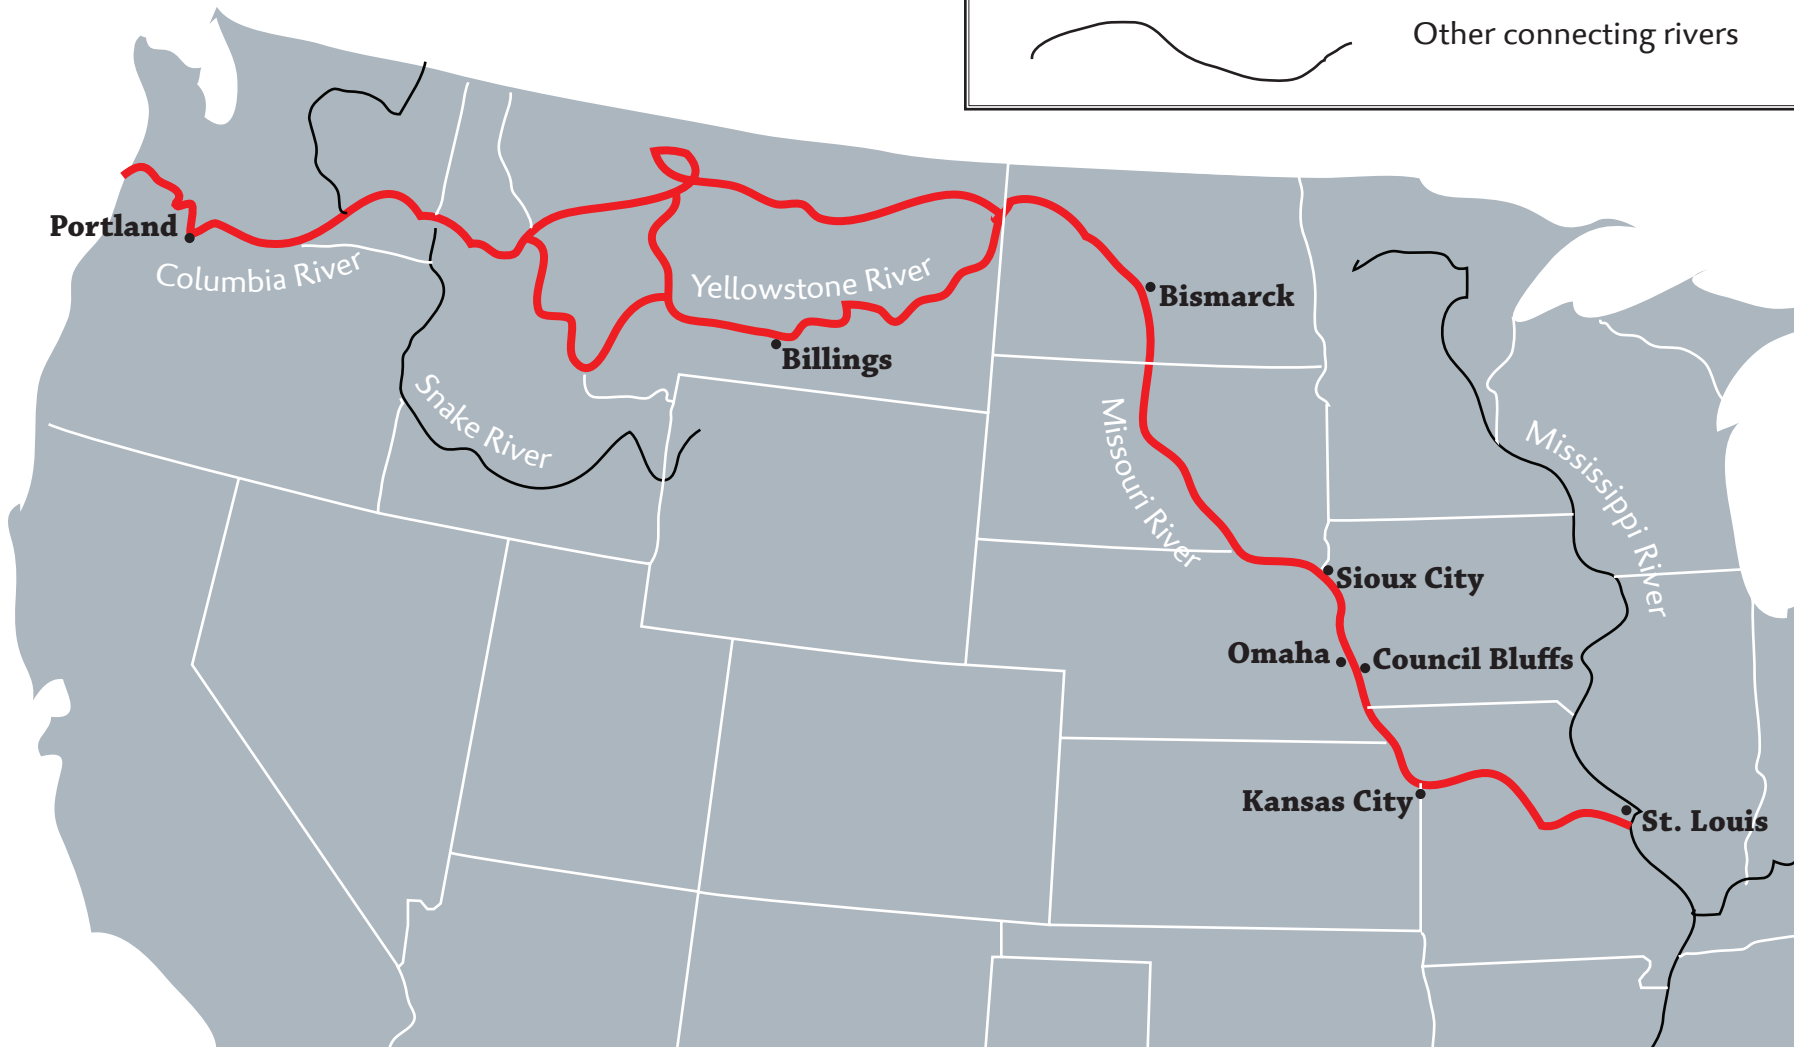 Other connecting rivers
Portland
Columbia River
Yellowstone River
Bismarck
Billings
Snake River
Missouri River
Mississippi River
Sioux City
Omaha
Council Bluffs
Kansas City
St. Louis